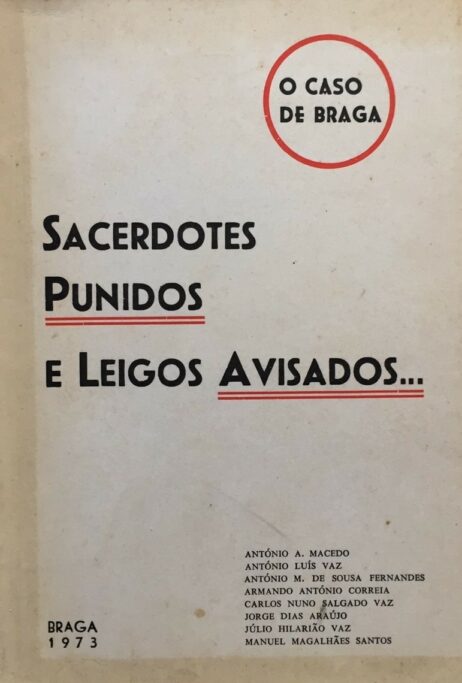 O CASO
DE BRAGA
SACERDOTES
PUNIDOS
E LEIGOS AVISADOS...
ANTÓNIO A. MACEDO
ANTÓNIO LUÍS VAZ
ANTÓNIO M. DE SOUSA FERNANDES
ARMANDO ANTÓNIO CORREIA
CARLOS NUNO SALGADO VAZ
JORGE DIAS ARAÚJO
JÚLIO HILARIÃO VAZ
MANUEL MAGALHÃES SANTOS
BRAGA
1973